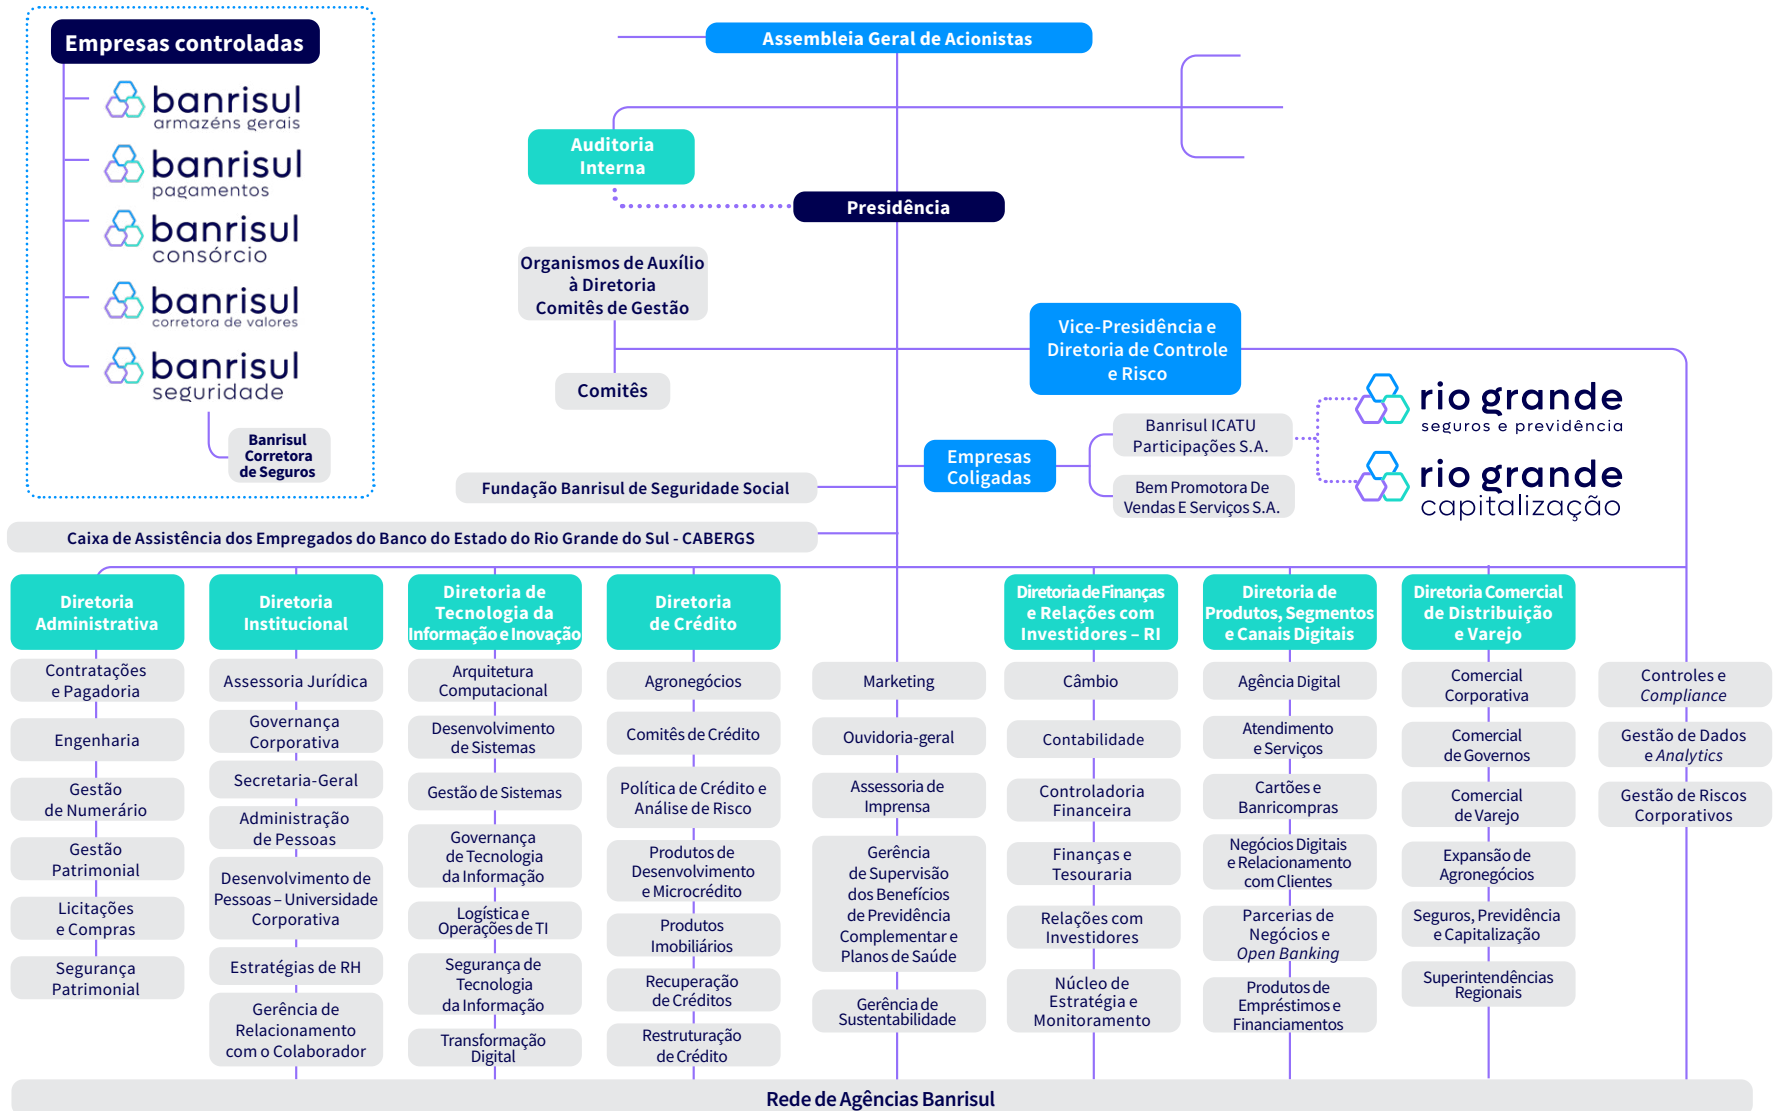 Empresas controladas
banrisul
armazéns gerais
banrisul
pagamentos
banrisul
consórcio
banrisul
corretora de valores
banrisul
seguridade
Banrisul
Corretora
de Seguros
Assembleia Geral de Acionistas
Auditoria
Interna
Presidência
Organismos de Auxílio
à Diretoria
Comitês de Gestão
Comitês
Vice-Presidência e
Diretoria de Controle
e Risco
Empresas
Coligadas
Banrisul ICATU
Participações S.A.
Bem Promotora De
Vendas E Serviços S.A.
rio grande
seguros e previdência
rio grande
capitalização
Fundação Banrisul de Seguridade Social
Caixa de Assistência dos Empregados do Banco do Estado do Rio Grande do Sul - CABERGS
Diretoria
Administrativa
Contratações
e Pagadoria
Engenharia
Gestão
de Numerário
Gestão
Patrimonial
Licitações
e Compras
Segurança
Patrimonial
Diretoria
Institucional
Assessoria Jurídica
Governança
Corporativa
Secretaria-Geral
Administração
de Pessoas
Desenvolvimento de
Pessoas – Universidade
Corporativa
Estratégias de RH
Gerência de
Relacionamento
com o Colaborador
Diretoria de
Tecnologia da
Informação e Inovação
Arquitetura
Computacional
Desenvolvimento
de Sistemas
Gestão de Sistemas
Governança
de Tecnologia
da Informação
Logística e
Operações de TI
Segurança de
Tecnologia
da Informação
Transformação
Digital
Diretoria
de Crédito
Agronegócios
Comitês de Crédito
Política de Crédito e
Análise de Risco
Produtos de
Desenvolvimento
e Microcrédito
Produtos
Imobiliários
Recuperação
de Créditos
Restruturação
de Crédito
Marketing
Ouvidoria-geral
Assessoria de
Imprensa
Gerência
de Supervisão
dos Benefícios
de Previdência
Complementar e
Planos de Saúde
Gerência de
Sustentabilidade
Diretoria de Finanças
e Relações com
Investidores – RI
Câmbio
Contabilidade
Controladoria
Financeira
Finanças e
Tesouraria
Relações com
Investidores
Núcleo de
Estratégia e
Monitoramento
Diretoria de
Produtos, Segmentos
e Canais Digitais
Agência Digital
Atendimento
e Serviços
Cartões e
Banricompras
Negócios Digitais
e Relacionamento
com Clientes
Parcerias de
Negócios e
Open Banking
Produtos de
Empréstimos e
Financiamentos
Diretoria Comercial
de Distribuição
e Varejo
Comercial
Corporativa
Comercial
de Governos
Comercial
de Varejo
Expansão de
Agronegócios
Seguros, Previdência
e Capitalização
Superintendências
Regionais
Controles e
Compliance
Gestão de Dados
e Analytics
Gestão de Riscos
Corporativos
Rede de Agências Banrisul